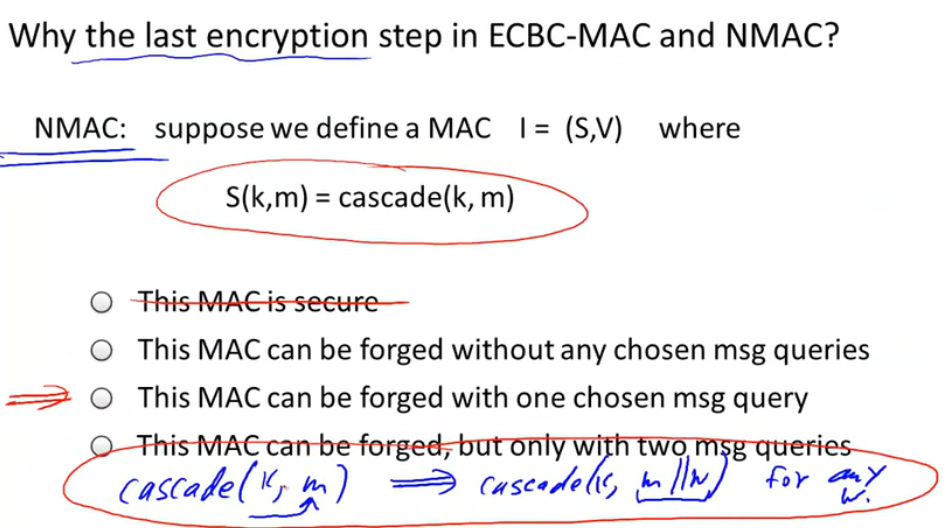 Why the last encryption step in ECBC-MAC and NMAC?
NMAC: suppose we define a MAC I = (S,V) where
S(k,m) = cascade(k, m)
This MAC is secure
This MAC can be forged without any chosen msg queries
This MAC can be forged with one chosen msg query
This MAC can be forged, but only with two msg queries
cascade(k, m) ⟹ cascade(k, m||w) for any w.